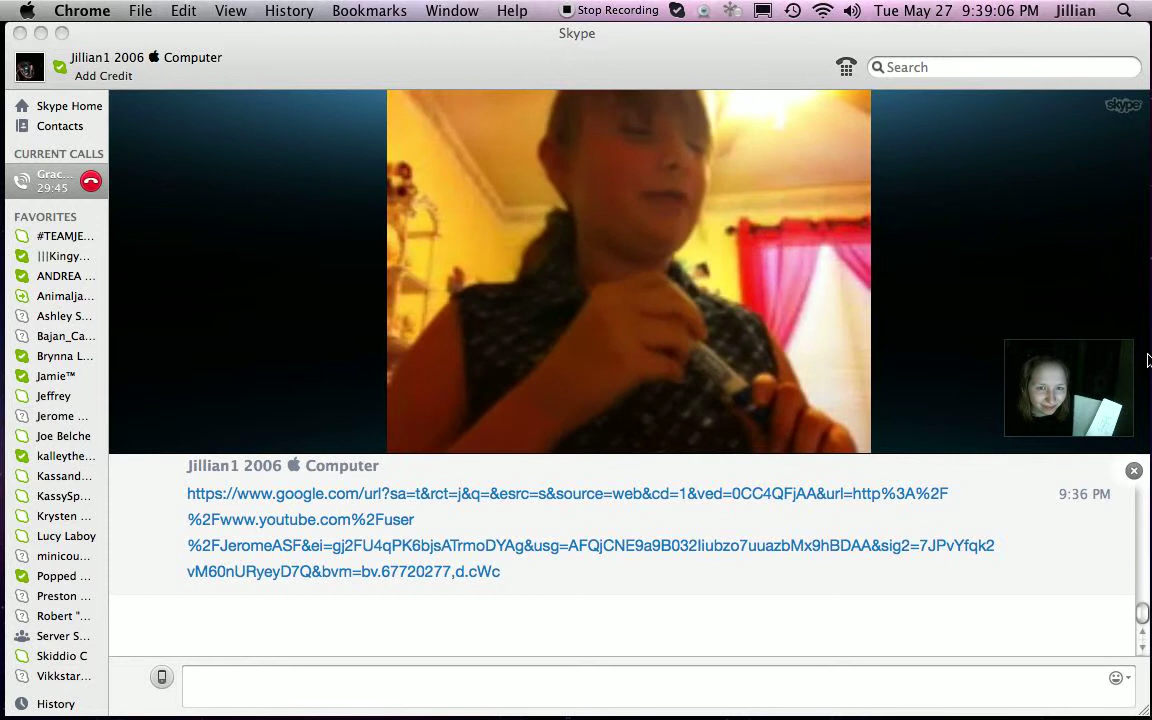 Chrome File Edit View History Bookmarks Window Help Stop Recording Tue May 27 9:39:06 PM Jillian
Skype
Jillian1 2006 Computer
Add Credit
Search
Skype Home
Contacts
CURRENT CALLS
Grac...
29:45
FAVORITES
#TEAMJE...
|||Kingy...
ANDREA ...
Animalja...
Ashley S...
Bajan_Ca...
Brynna L...
Jamie™
Jeffrey
Jerome ...
Joe Belche
kalleythe...
Kassand...
KassySp...
Krysten ...
Lucy Laboy
minicou...
Popped ...
Preston ...
Robert "...
Server S...
Skiddio C
Vikkstar...
History
skype
Jillian1 2006 Computer
https://www.google.com/url?sa=t&rct=j&q=&esrc=s&source=web&cd=1&ved=0CC4QFjAA&url=http%3A%2F
%2Fwww.youtube.com%2Fuser
%2FJeromeASF&ei=gj2FU4qPK6bjsATrmoDYAg&usg=AFQjCNE9a9B032Iiubzo7uuazbMx9hBDAA&sig2=7JPvYfqk2
vM60nURyeyD7Q&bvm=bv.67720277,d.cWc
9:36 PM